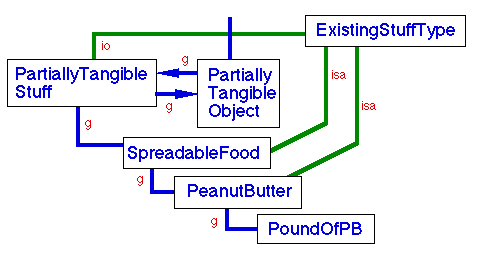 ExistingStuffType
io
g
PartiallyTangible
Stuff
Partially
Tangible
Object
isa
g
isa
g
SpreadableFood
g
PeanutButter
g
PoundOfPB